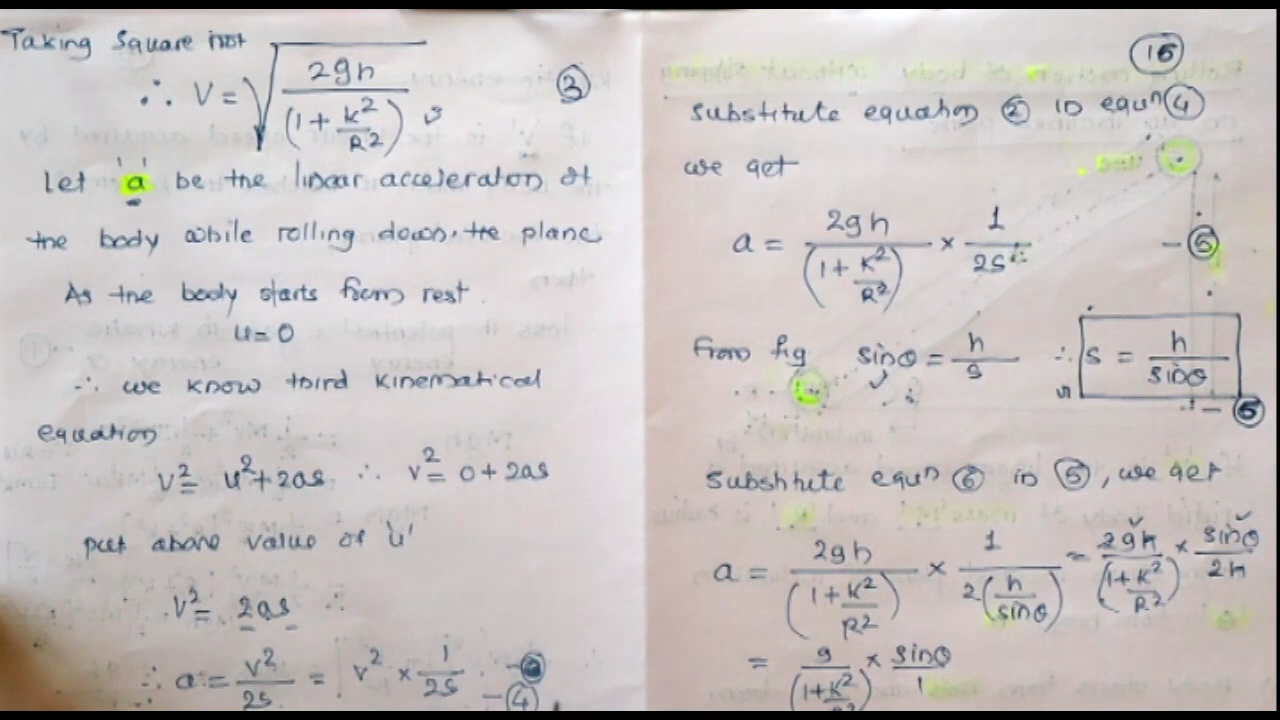 Taking Square root
∴ V = √(2gh / (1 + K²/R²)) ③
Let 'a' be the linear acceleration of
the body while rolling down the plane
As the body starts from rest.
u=0
∴ we know third kinematical
equation
v² = u² + 2as ∴ v² = 0 + 2as
put above value of 'u'
v² = 2as
∴ a = v²/2s = v² × 1/2s — ④
16
Substitute equation ② in equn ④
we get
a = 2gh / (1 + K²/R²) × 1/2s — ⑤
From fig sinθ = h/s ∴ s = h/sinθ — ⑥
Substitute equn ⑥ in ⑤, we get
a = 2gh / (1 + K²/R²) × 1 / 2(h/sinθ) = 2gh / (1 + K²/R²) × sinθ/2h
= g / (1 + K²/R²) × sinθ/1